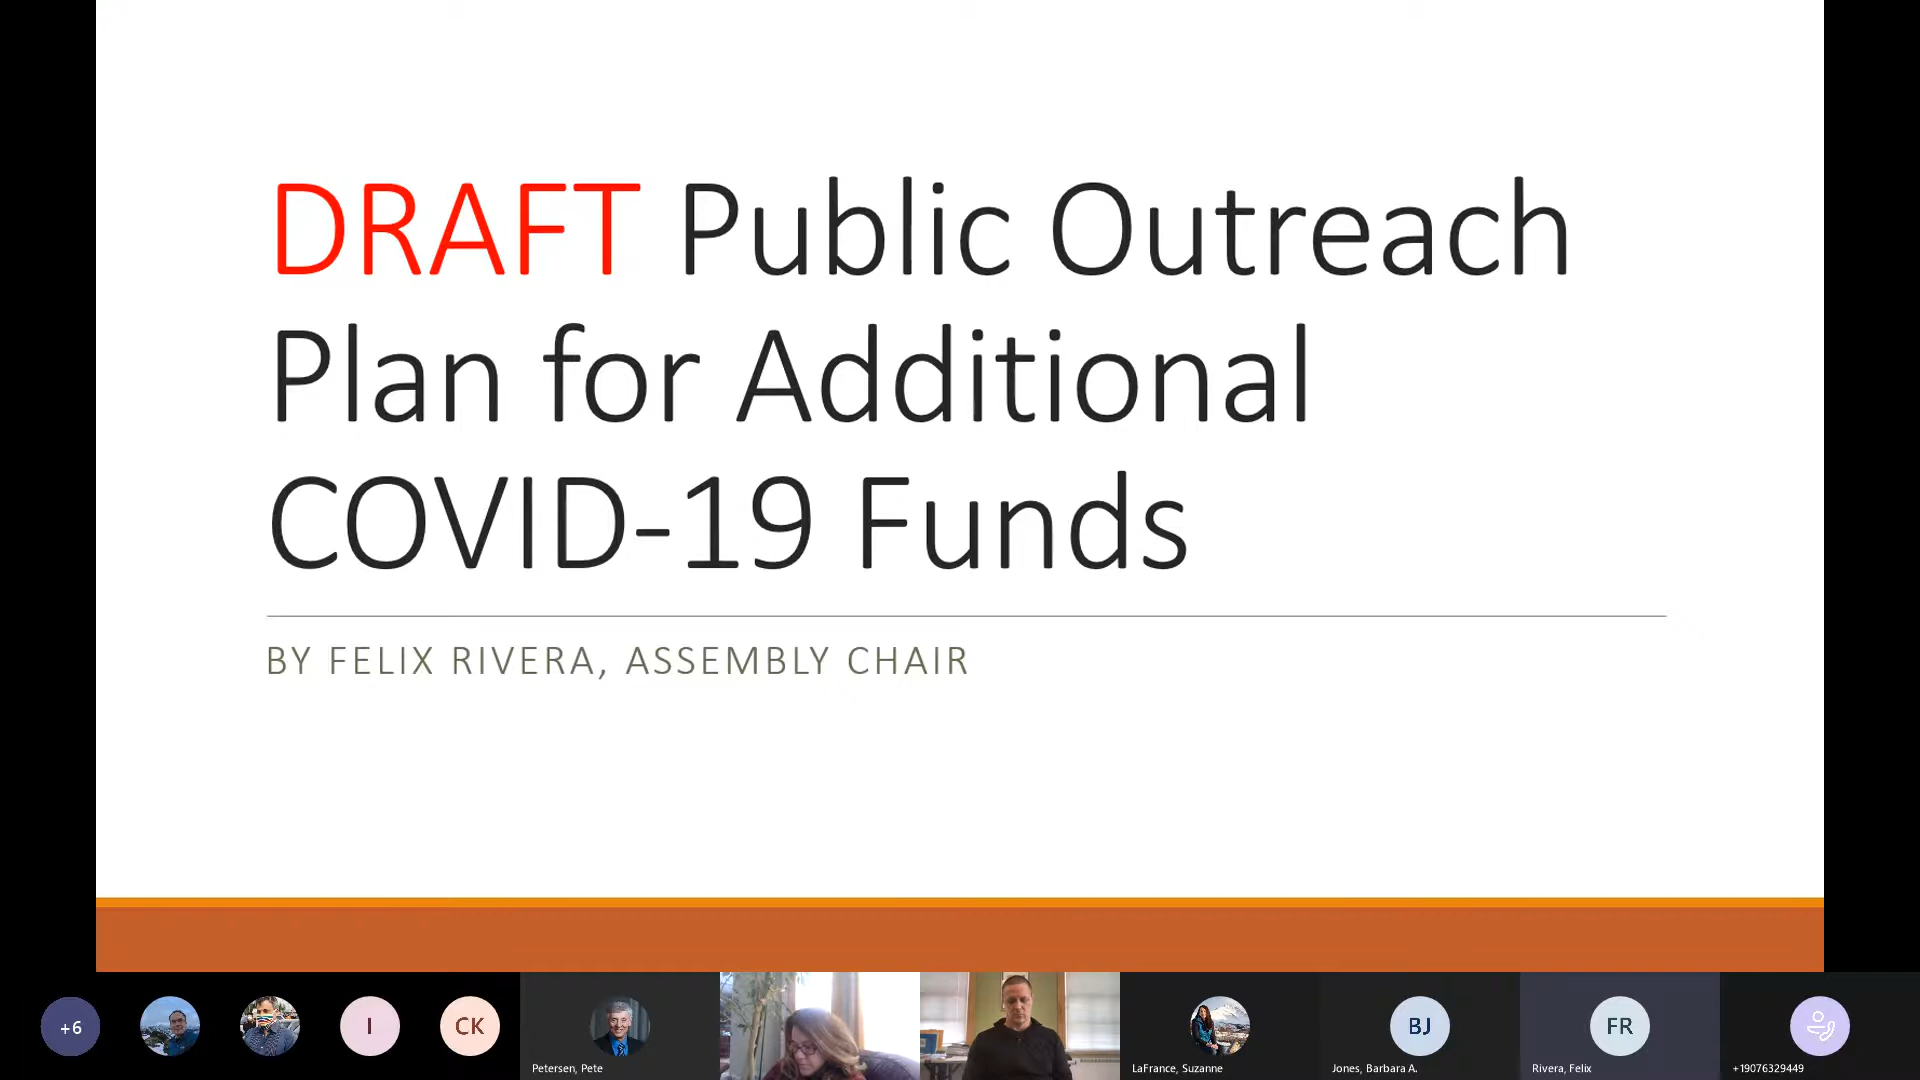 DRAFT Public Outreach
Plan for Additional
COVID-19 Funds
BY FELIX RIVERA, ASSEMBLY CHAIR
+6
I
CK
Petersen, Pete
LaFrance, Suzanne
BJ
Jones, Barbara A.
FR
Rivera, Felix
+19076329449